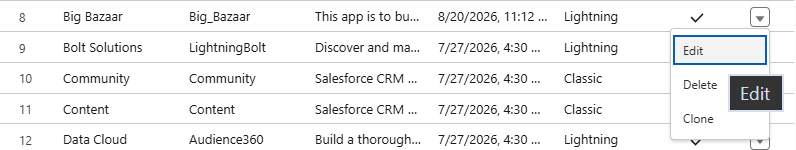 8 Big Bazaar Big_Bazaar This app is to bu... 8/20/2026, 11:12 ... Lightning
9 Bolt Solutions LightningBolt Discover and ma... 7/27/2026, 4:30 ... Lightning
Edit
10 Community Community Salesforce CRM ... 7/27/2026, 4:30 ... Classic
Delete
Edit
11 Content Content Salesforce CRM ... 7/27/2026, 4:30 ... Classic
Clone
12 Data Cloud Audience360 Build a thorough... 7/27/2026, 4:30 ... Lightning